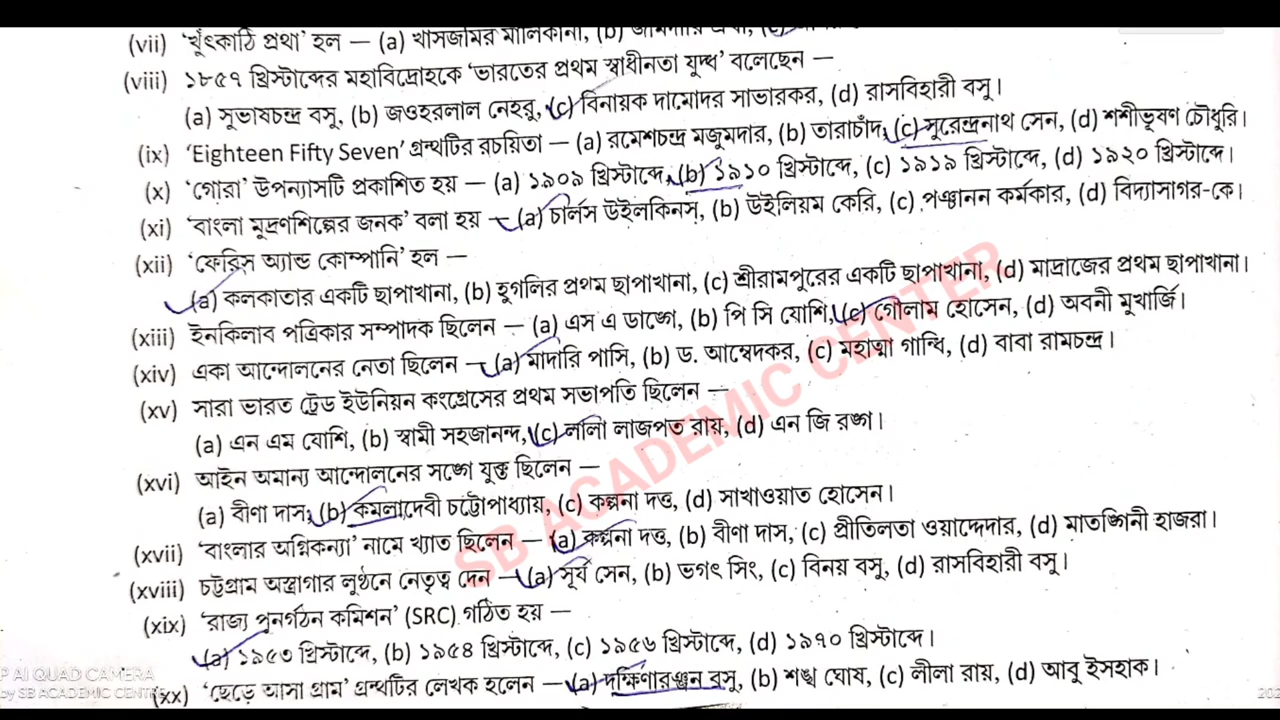 (vii) ‘খুঁৎকাঠি প্রথা’ হল — (a) খাসজমির মালিকানা, (b) জমিদারি প্রথা, (c)
(viii) ১৮৫৭ খ্রিস্টাব্দের মহাবিদ্রোহকে ‘ভারতের প্রথম স্বাধীনতা যুদ্ধ’ বলেছেন —
(a) সুভাষচন্দ্র বসু, (b) জওহরলাল নেহরু, (c) বিনায়ক দামোদর সাভারকর, (d) রাসবিহারী বসু।
(ix) ‘Eighteen Fifty Seven’ গ্রন্থটির রচয়িতা — (a) রমেশচন্দ্র মজুমদার, (b) তারাচাঁদ, (c) সুরেন্দ্রনাথ সেন, (d) শশীভূষণ চৌধুরি।
(x) ‘গোরা’ উপন্যাসটি প্রকাশিত হয় — (a) ১৯০৯ খ্রিস্টাব্দে, (b) ১৯১০ খ্রিস্টাব্দে, (c) ১৯১৯ খ্রিস্টাব্দে, (d) ১৯২০ খ্রিস্টাব্দে।
(xi) ‘বাংলা মুদ্রণশিল্পের জনক’ বলা হয় — (a) চার্লস উইলকিনস্, (b) উইলিয়ম কেরি, (c) পঞ্চানন কর্মকার, (d) বিদ্যাসাগর-কে।
(xii) ‘ফেরিস অ্যান্ড কোম্পানি’ হল —
(a) কলকাতার একটি ছাপাখানা, (b) হুগলির প্রথম ছাপাখানা, (c) শ্রীরামপুরের একটি ছাপাখানা, (d) মাদ্রাজের প্রথম ছাপাখানা।
(xiii) ইনকিলাব পত্রিকার সম্পাদক ছিলেন — (a) এস এ ডাঙ্গে, (b) পি সি যোশি, (c) গোলাম হোসেন, (d) অবনী মুখার্জি।
(xiv) একা আন্দোলনের নেতা ছিলেন — (a) মাদারি পাসি, (b) ড. আম্বেদকর, (c) মহাত্মা গান্ধি, (d) বাবা রামচন্দ্র।
(xv) সারা ভারত ট্রেড ইউনিয়ন কংগ্রেসের প্রথম সভাপতি ছিলেন —
(a) এন এম যোশি, (b) স্বামী সহজানন্দ, (c) লালা লাজপত রায়, (d) এন জি রঙ্গ।
(xvi) আইন অমান্য আন্দোলনের সঙ্গে যুক্ত ছিলেন —
(a) বীণা দাস, (b) কমলাদেবী চট্টোপাধ্যায়, (c) কল্পনা দত্ত, (d) সাখাওয়াত হোসেন।
(xvii) ‘বাংলার অগ্নিকন্যা’ নামে খ্যাত ছিলেন — (a) কল্পনা দত্ত, (b) বীণা দাস, (c) প্রীতিলতা ওয়াদ্দেদার, (d) মাতঙ্গিনী হাজরা।
(xviii) চট্টগ্রাম অস্ত্রাগার লুণ্ঠনে নেতৃত্ব দেন — (a) সূর্য সেন, (b) ভগৎ সিং, (c) বিনয় বসু, (d) রাসবিহারী বসু।
(xix) ‘রাজ্য পুনর্গঠন কমিশন’ (SRC) গঠিত হয় —
(a) ১৯৫৩ খ্রিস্টাব্দে, (b) ১৯৫৪ খ্রিস্টাব্দে, (c) ১৯৫৬ খ্রিস্টাব্দে, (d) ১৯৭০ খ্রিস্টাব্দে।
(xx) ‘ছেড়ে আসা গ্রাম’ গ্রন্থটির লেখক হলেন — (a) দক্ষিণারঞ্জন বসু, (b) শঙ্খ ঘোষ, (c) লীলা রায়, (d) আবু ইসহাক।
SB ACADEMIC CENTER
P AI QUAD CAMERA
by SB ACADEMIC CENTE
202